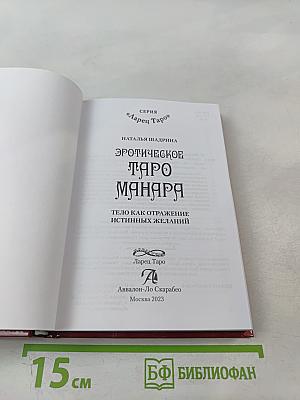 СЕРИЯ
«Ларец Таро»
НАТАЛЬЯ ШАДРИНА
ЭРОТИЧЕСКОЕ
ТАРО
МАНАРА
ТЕЛО КАК ОТРАЖЕНИЕ
ИСТИННЫХ ЖЕЛАНИЙ
Ларец Таро
Аввалон-Ло Скарабео
Москва 2023
15 см
БФ БИБЛИОФАН